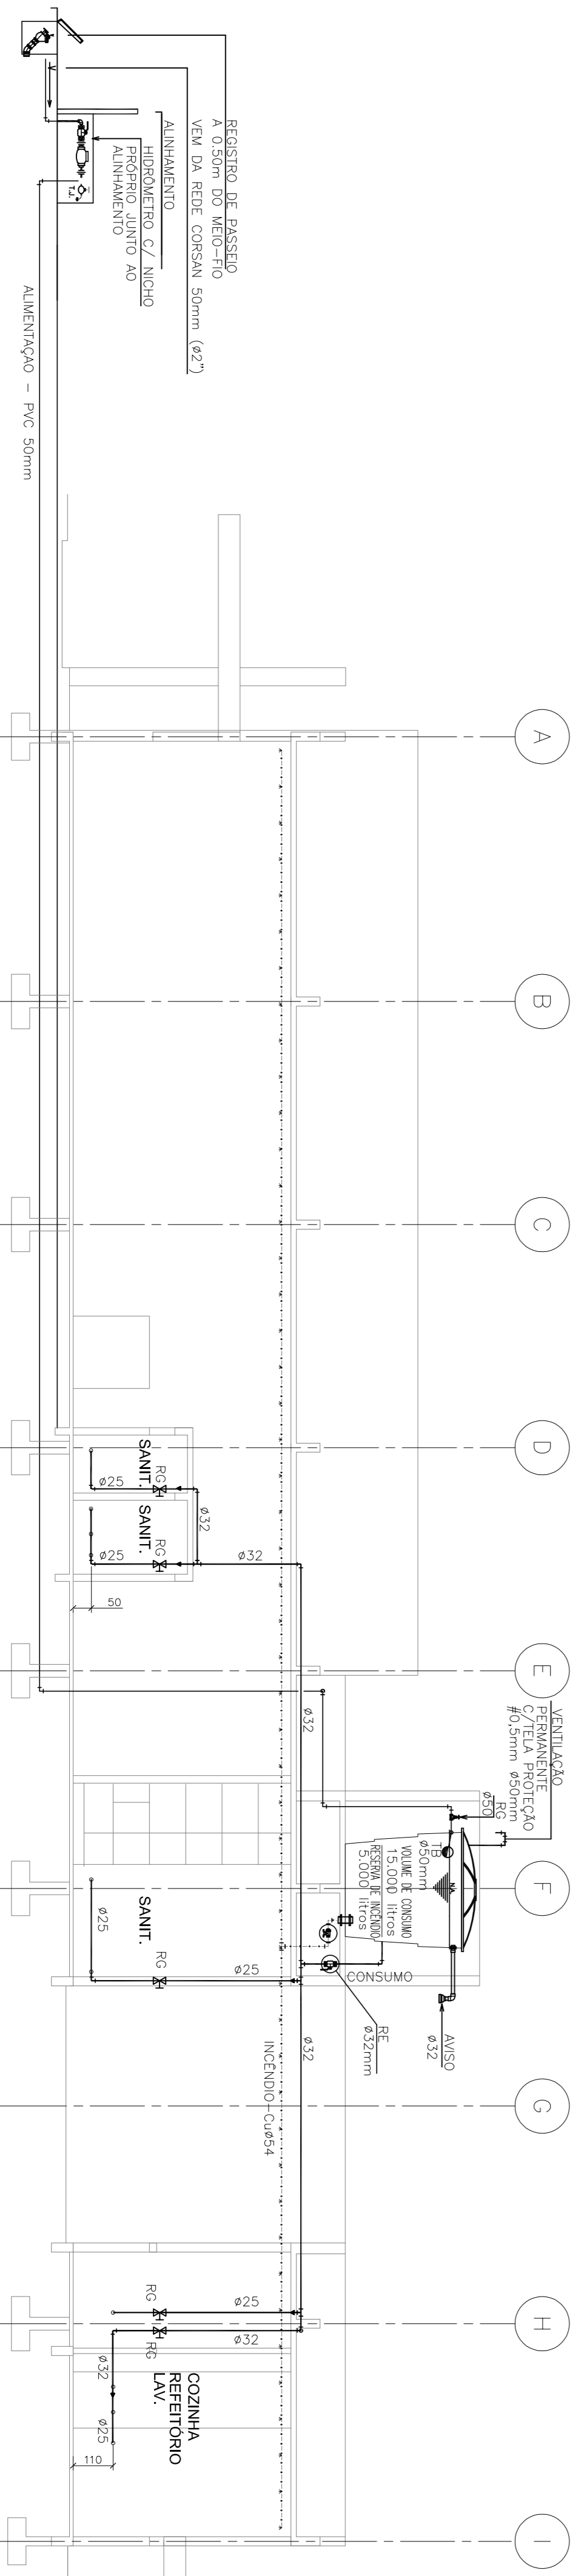 REGISTRO DE PASSEIO
A 0.50m DO MEIO-FIO
VEM DA REDE CORSAN 50mm (ø2")
ALINHAMENTO
HIDRÔMETRO C/ NICHO
PRÓPRIO JUNTO AO
ALINHAMENTO
T.J.
ALIMENTAÇAO - PVC 50mm
A
B
C
D
E
F
G
H
I
SANIT.
RG
ø25
ø32
SANIT.
RG
ø25
ø32
50
ø32
VENTILAÇÃO
PERMANENTE
C/TELA PROTEÇÃO
#0,5mm ø50mm
RG
ø50
TB
ø50mm
NA.
VOLUME DE CONSUMO
15.000 litros
RESERVA DE INCÊNDIO
5.000 litros
CONSUMO
AVISO
ø32
RE
ø32mm
SANIT.
ø25
RG
ø25
ø32
INCÊNDIO-Cuø54
RG
ø25
RG
ø32
ø32
ø25
COZINHA
REFEITÓRIO
LAV.
110